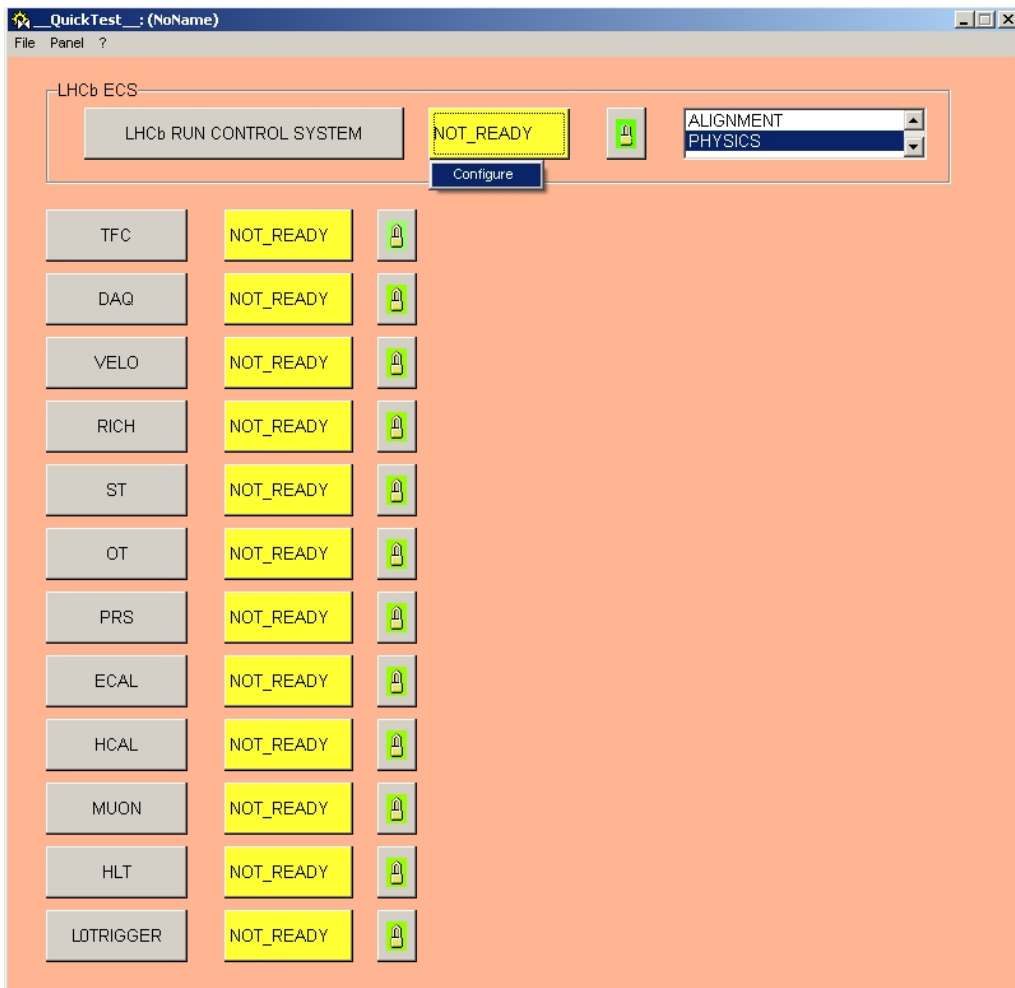 __QuickTest__: (NoName)
File Panel ?
LHCb ECS
LHCb RUN CONTROL SYSTEM NOT_READY ALIGNMENT
PHYSICS
Configure
TFC NOT_READY
DAQ NOT_READY
VELO NOT_READY
RICH NOT_READY
ST NOT_READY
OT NOT_READY
PRS NOT_READY
ECAL NOT_READY
HCAL NOT_READY
MUON NOT_READY
HLT NOT_READY
L0TRIGGER NOT_READY